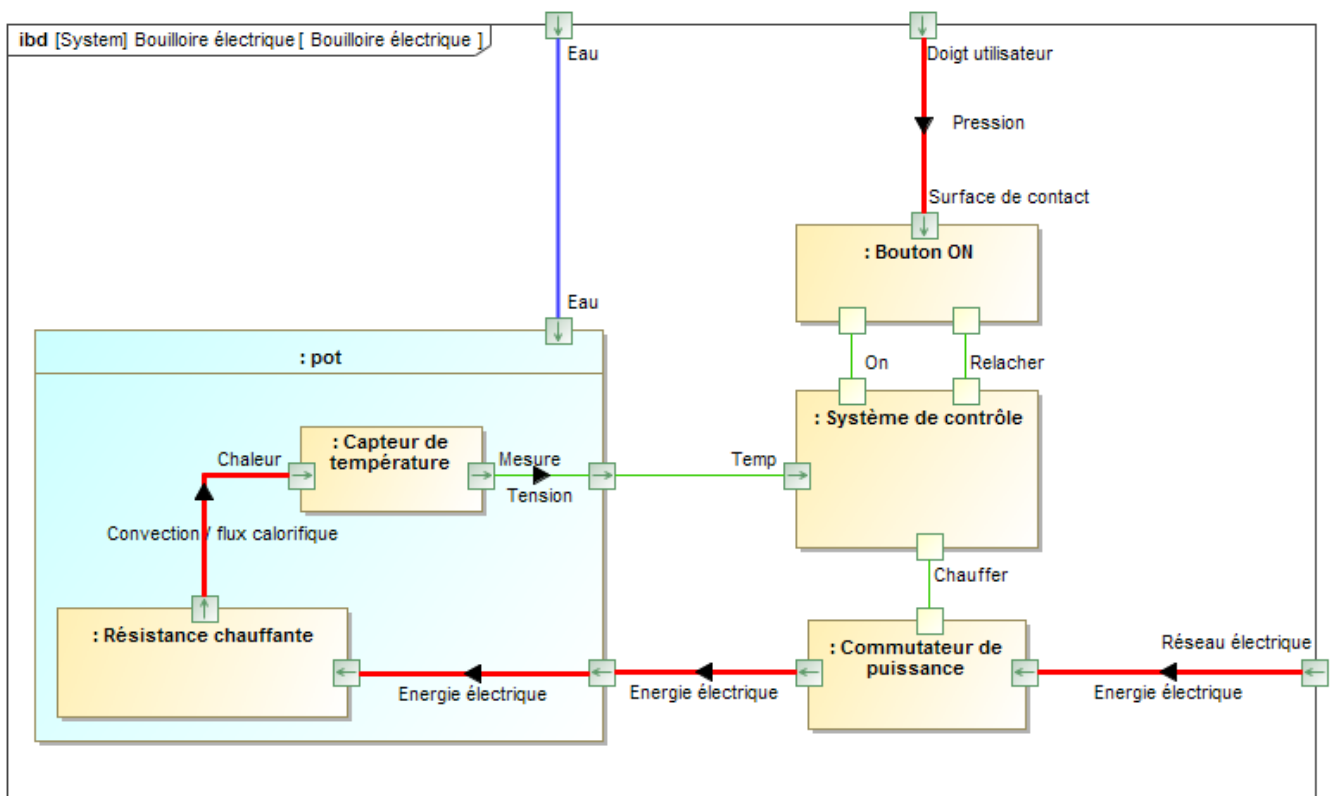 ibd [System] Bouilloire électrique [ Bouilloire électrique ]
Eau
Doigt utilisateur
Pression
Surface de contact
: Bouton ON
Eau
: pot
On
Relacher
: Système de contrôle
: Capteur de
température
Chaleur
Mesure
Tension
Temp
Convection / flux calorifique
Chauffer
: Résistance chauffante
: Commutateur de
puissance
Réseau électrique
Energie électrique
Energie électrique
Energie électrique